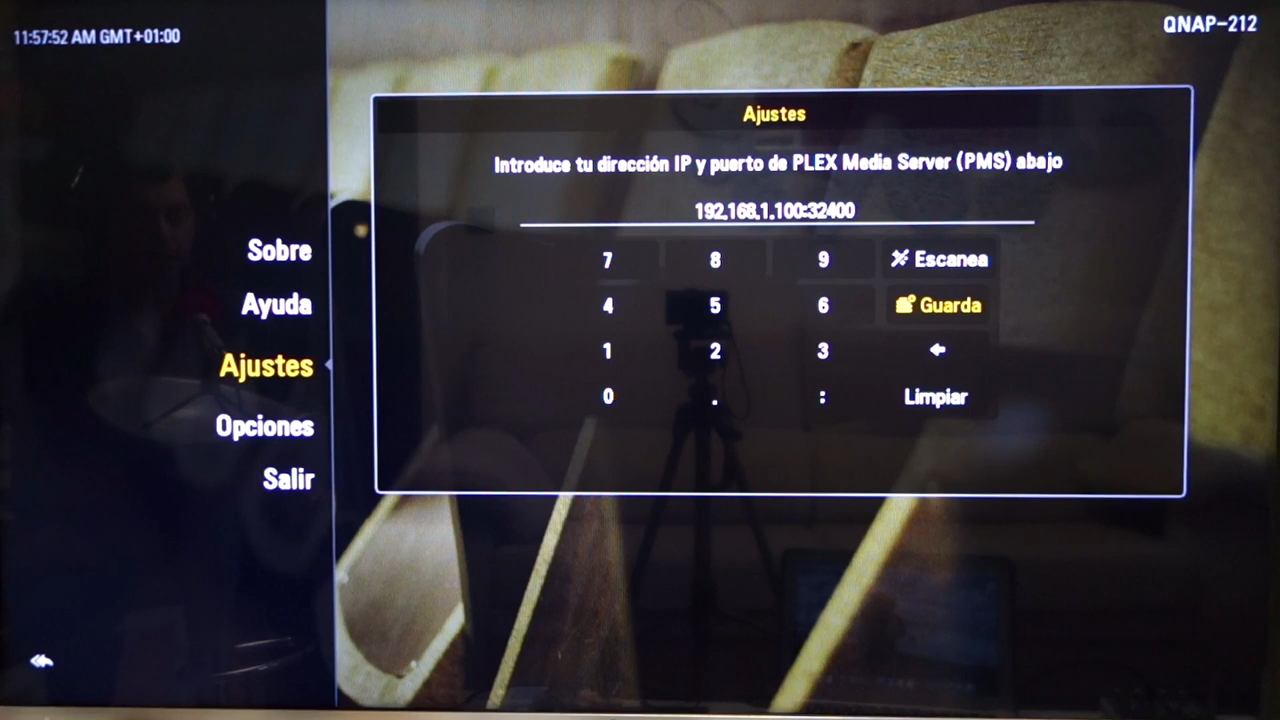 11:57:52 AM GMT+01:00
QNAP-212
Ajustes
Introduce tu dirección IP y puerto de PLEX Media Server (PMS) abajo
192.168.1.100:32400
7 8 9 Escanea
4 5 6 Guarda
1 2 3
0 . : Limpiar
Sobre
Ayuda
Ajustes
Opciones
Salir